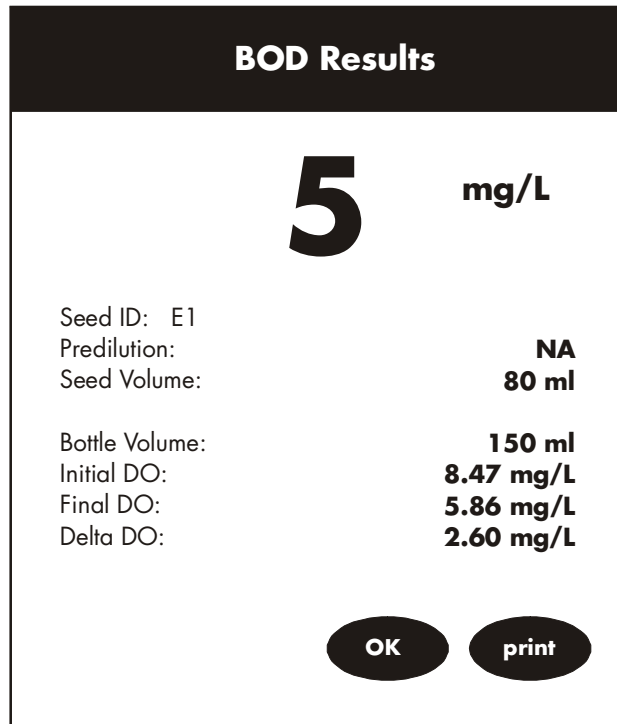 BOD Results
5 mg/L
Seed ID: E1
Predilution: NA
Seed Volume: 80 ml
Bottle Volume: 150 ml
Initial DO: 8.47 mg/L
Final DO: 5.86 mg/L
Delta DO: 2.60 mg/L
OK print